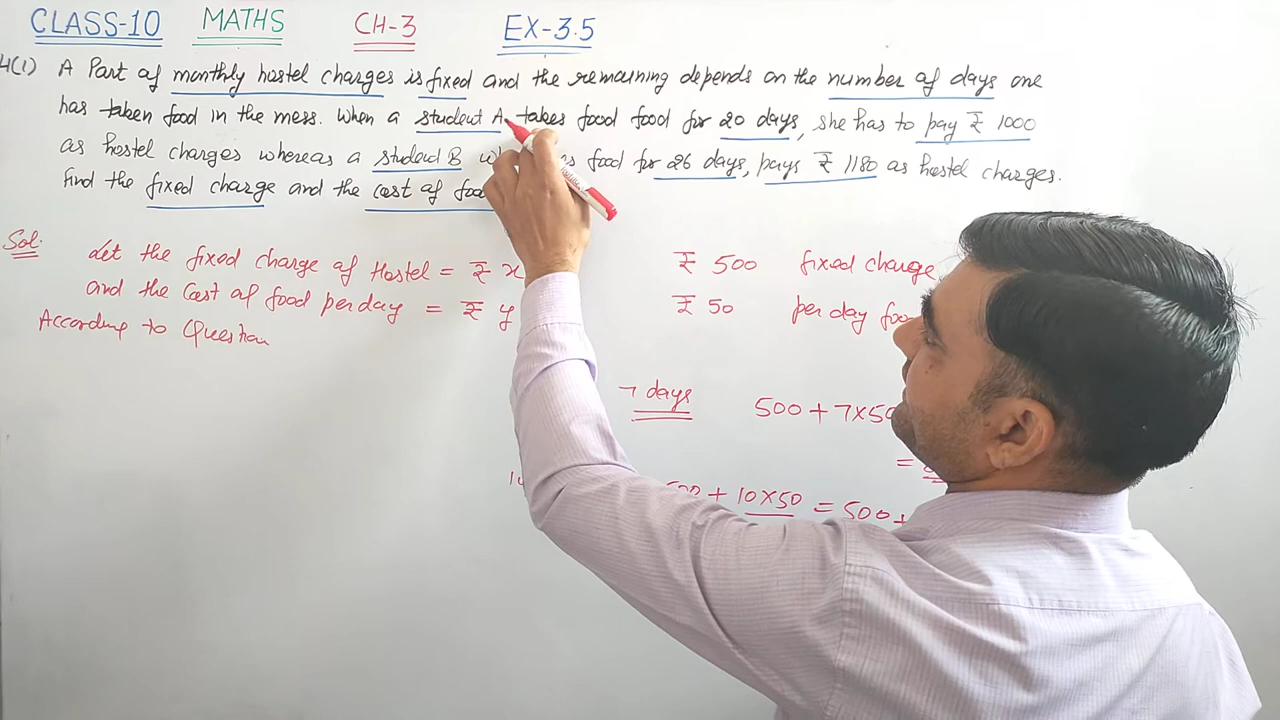 CLASS-10 MATHS CH-3 EX-3.5
4(i) A Part of monthly hostel charges is fixed and the remaining depends on the number of days one
has taken food in the mess. When a student A takes food food for 20 days, she has to pay ₹ 1000
as hostel charges whereas a student B food for 26 days, pays ₹ 1180 as hostel charges.
Find the fixed charge and the cost of
Sol. Let the fixed charge of Hostel = ₹ x
and the Cost of food per day = ₹ y
According to Question
₹ 500 fixed charge
₹ 50 per day
7 days 500 + 7×50
=
500 + 10×50 = 500 +